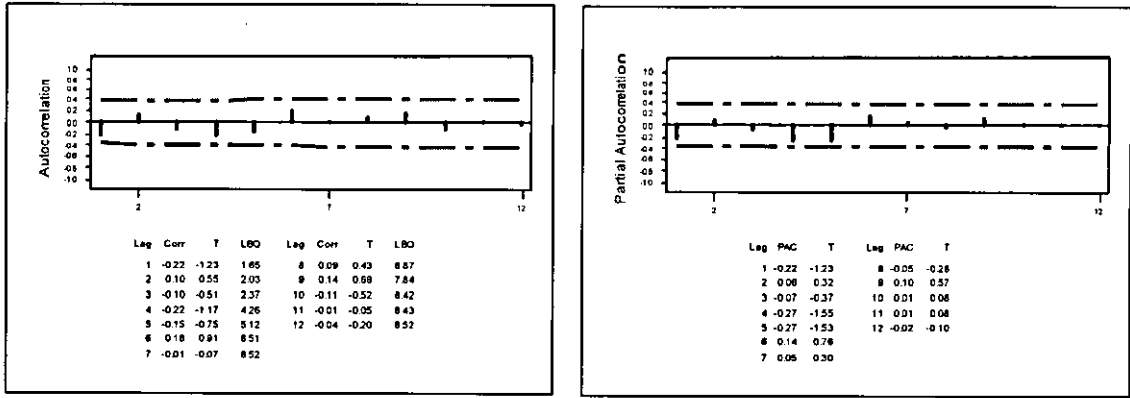 Autocorrelation
1.0
0.8
0.6
0.4
0.2
0.0
-0.2
-0.4
-0.6
-0.8
-1.0
2 7 12
Lag Corr T LBQ Lag Corr T LBQ
1 -0.22 -1.23 1.65 8 0.09 0.43 6.87
2 0.10 0.55 2.03 9 0.14 0.68 7.84
3 -0.10 -0.51 2.37 10 -0.11 -0.52 8.42
4 -0.22 -1.17 4.26 11 -0.01 -0.05 8.43
5 -0.15 -0.75 5.12 12 -0.04 -0.20 8.52
6 0.18 0.91 6.51
7 -0.01 -0.07 6.52
Partial Autocorrelation
1.0
0.8
0.6
0.4
0.2
0.0
-0.2
-0.4
-0.6
-0.8
-1.0
2 7 12
Lag PAC T Lag PAC T
1 -0.22 -1.23 8 -0.05 -0.26
2 0.06 0.32 9 0.10 0.57
3 -0.07 -0.37 10 0.01 0.08
4 -0.27 -1.55 11 0.01 0.08
5 -0.27 -1.53 12 -0.02 -0.10
6 0.14 0.76
7 0.05 0.30